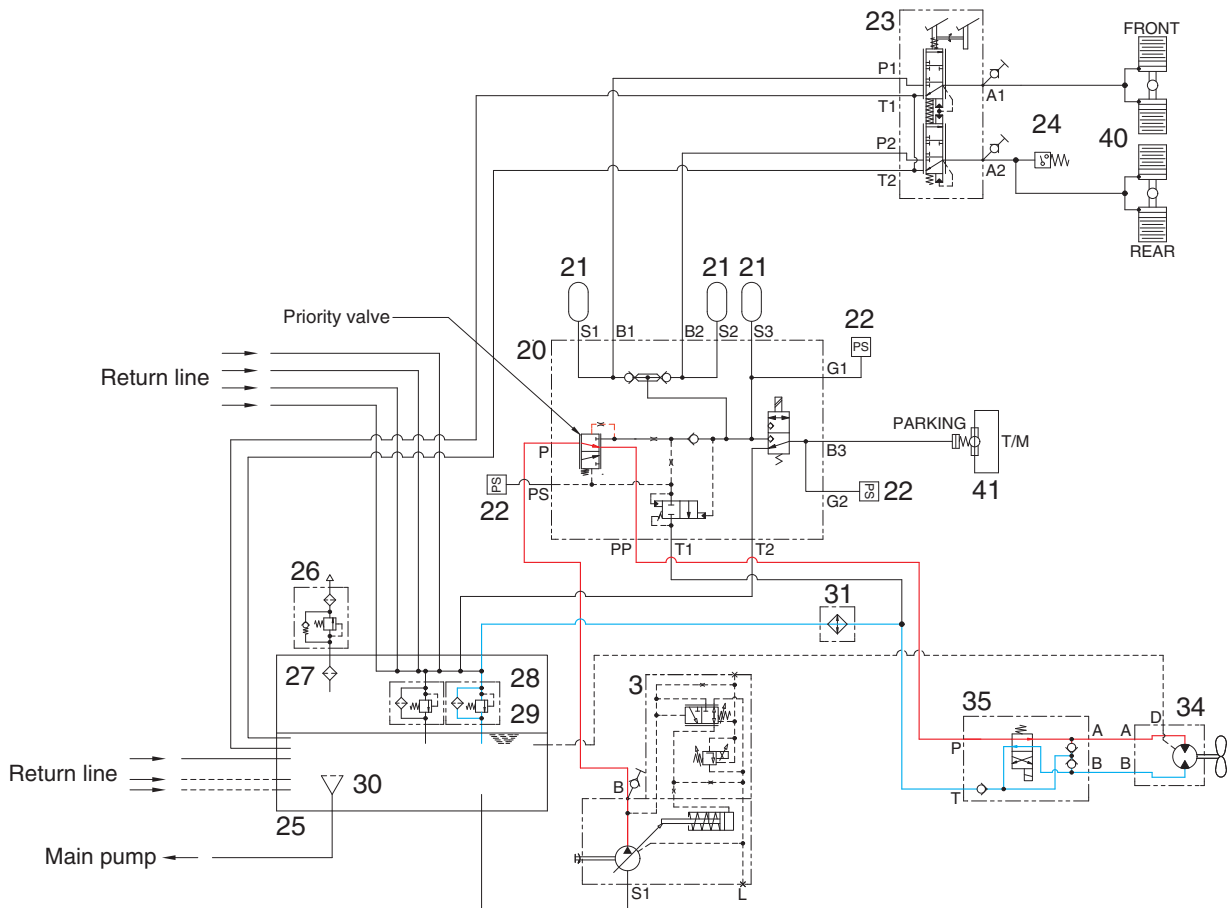 23
FRONT
P1
T1
A1
24
40
P2
T2
A2
REAR
21
21
21
Priority valve
S1
B1
B2
S2
S3
22
PS
20
G1
Return line
PARKING
T/M
P
B3
PS
PS
22
PS
22
G2
41
PP
T1
T2
26
31
27
28
3
29
35
D
34
A
A
P
B
B
Return line
30
B
T
25
Main pump
S1
L